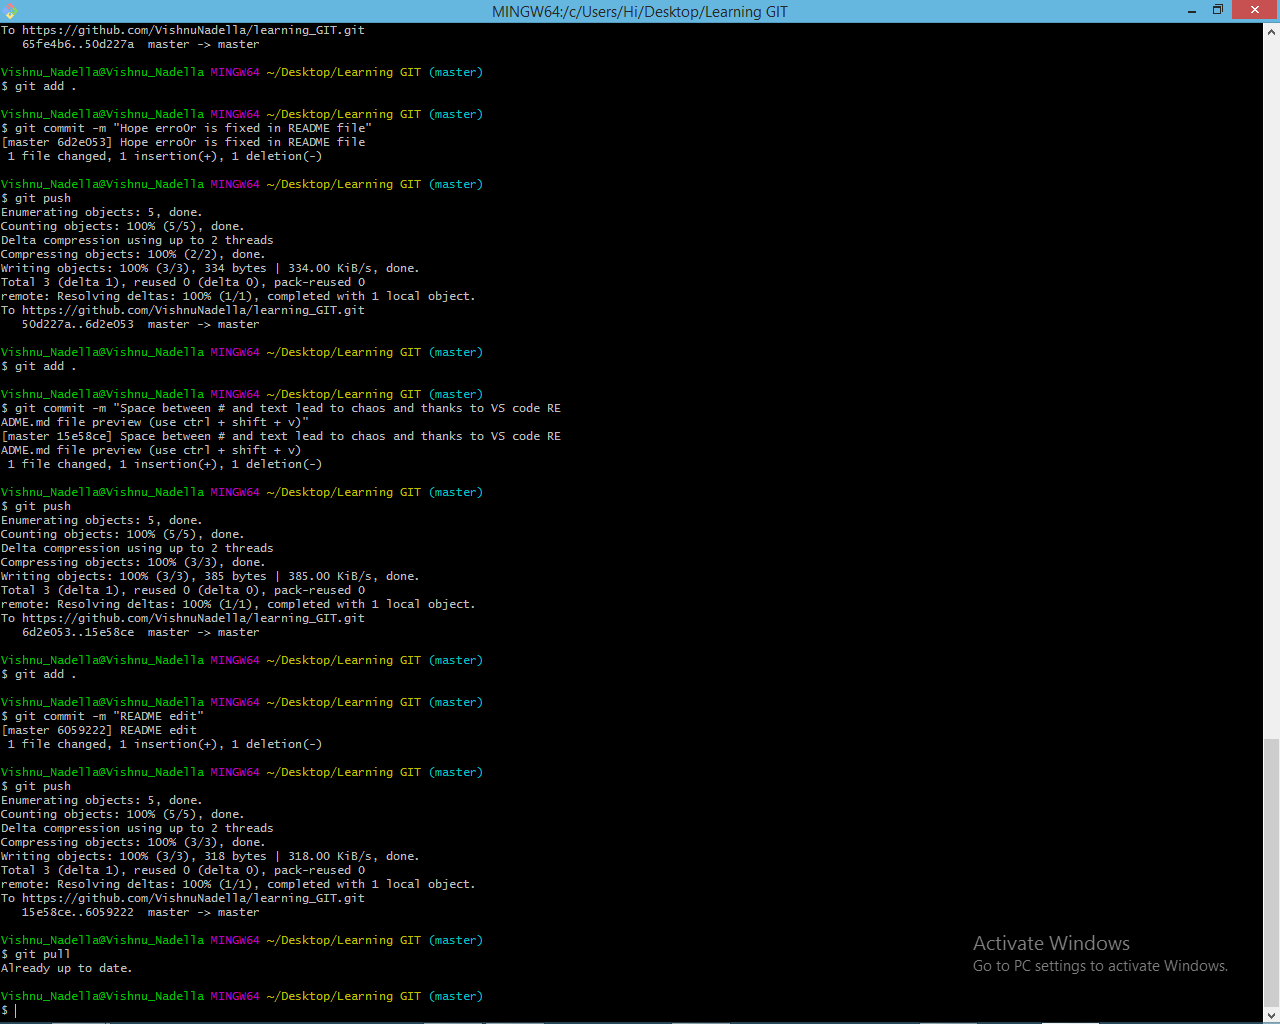 MINGW64:/c/Users/Hi/Desktop/Learning GIT
To https://github.com/VishnuNadella/learning_GIT.git
   65fe4b6..50d227a  master -> master
Vishnu_Nadella@Vishnu_Nadella MINGW64 ~/Desktop/Learning GIT (master)
$ git add .
Vishnu_Nadella@Vishnu_Nadella MINGW64 ~/Desktop/Learning GIT (master)
$ git commit -m "Hope erroOr is fixed in README file"
[master 6d2e053] Hope erroOr is fixed in README file
 1 file changed, 1 insertion(+), 1 deletion(-)
Vishnu_Nadella@Vishnu_Nadella MINGW64 ~/Desktop/Learning GIT (master)
$ git push
Enumerating objects: 5, done.
Counting objects: 100% (5/5), done.
Delta compression using up to 2 threads
Compressing objects: 100% (2/2), done.
Writing objects: 100% (3/3), 334 bytes | 334.00 KiB/s, done.
Total 3 (delta 1), reused 0 (delta 0), pack-reused 0
remote: Resolving deltas: 100% (1/1), completed with 1 local object.
To https://github.com/VishnuNadella/learning_GIT.git
   50d227a..6d2e053  master -> master
Vishnu_Nadella@Vishnu_Nadella MINGW64 ~/Desktop/Learning GIT (master)
$ git add .
Vishnu_Nadella@Vishnu_Nadella MINGW64 ~/Desktop/Learning GIT (master)
$ git commit -m "Space between # and text lead to chaos and thanks to VS code RE
ADME.md file preview (use ctrl + shift + v)"
[master 15e58ce] Space between # and text lead to chaos and thanks to VS code RE
ADME.md file preview (use ctrl + shift + v)
 1 file changed, 1 insertion(+), 1 deletion(-)
Vishnu_Nadella@Vishnu_Nadella MINGW64 ~/Desktop/Learning GIT (master)
$ git push
Enumerating objects: 5, done.
Counting objects: 100% (5/5), done.
Delta compression using up to 2 threads
Compressing objects: 100% (3/3), done.
Writing objects: 100% (3/3), 385 bytes | 385.00 KiB/s, done.
Total 3 (delta 1), reused 0 (delta 0), pack-reused 0
remote: Resolving deltas: 100% (1/1), completed with 1 local object.
To https://github.com/VishnuNadella/learning_GIT.git
   6d2e053..15e58ce  master -> master
Vishnu_Nadella@Vishnu_Nadella MINGW64 ~/Desktop/Learning GIT (master)
$ git add .
Vishnu_Nadella@Vishnu_Nadella MINGW64 ~/Desktop/Learning GIT (master)
$ git commit -m "README edit"
[master 6059222] README edit
 1 file changed, 1 insertion(+), 1 deletion(-)
Vishnu_Nadella@Vishnu_Nadella MINGW64 ~/Desktop/Learning GIT (master)
$ git push
Enumerating objects: 5, done.
Counting objects: 100% (5/5), done.
Delta compression using up to 2 threads
Compressing objects: 100% (3/3), done.
Writing objects: 100% (3/3), 318 bytes | 318.00 KiB/s, done.
Total 3 (delta 1), reused 0 (delta 0), pack-reused 0
remote: Resolving deltas: 100% (1/1), completed with 1 local object.
To https://github.com/VishnuNadella/learning_GIT.git
   15e58ce..6059222  master -> master
Vishnu_Nadella@Vishnu_Nadella MINGW64 ~/Desktop/Learning GIT (master)
$ git pull
Already up to date.
Vishnu_Nadella@Vishnu_Nadella MINGW64 ~/Desktop/Learning GIT (master)
$
Activate Windows
Go to PC settings to activate Windows.